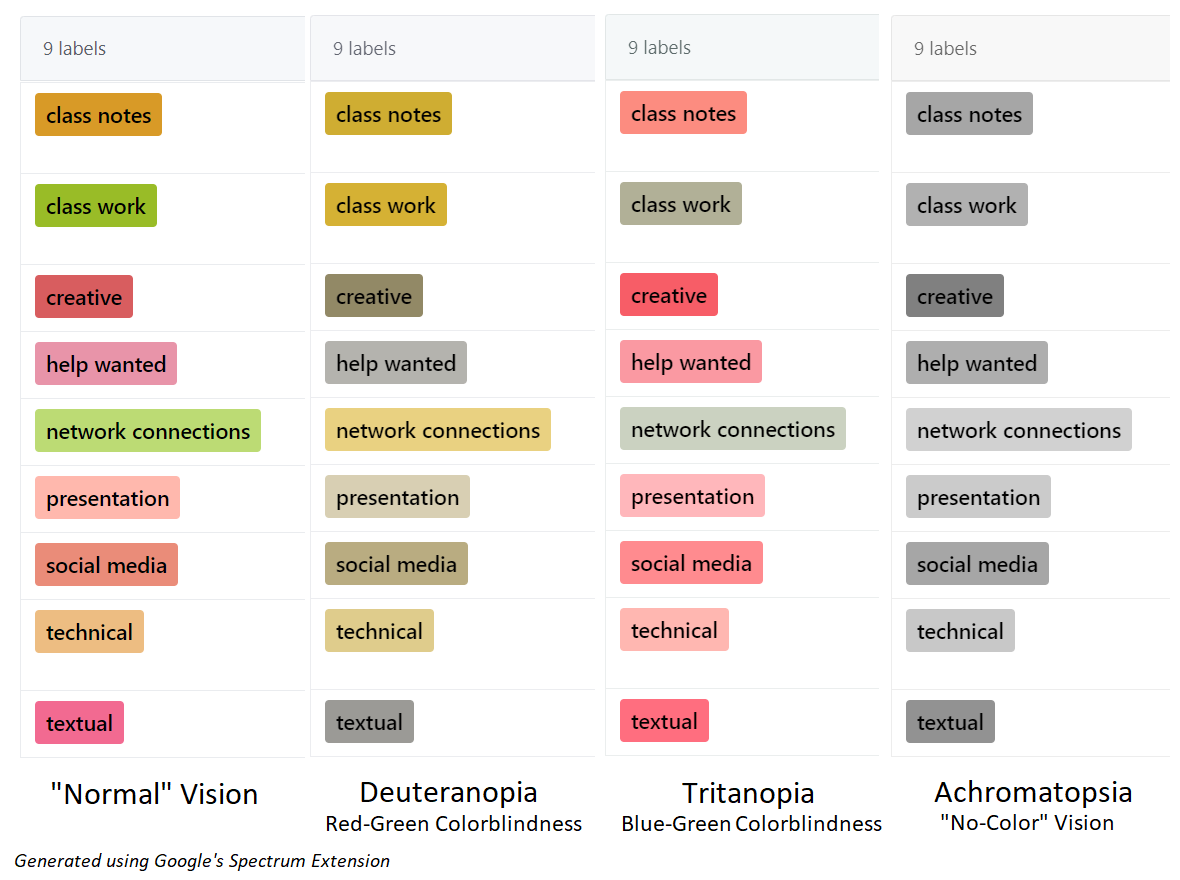 9 labels
class notes
class work
creative
help wanted
network connections
presentation
social media
technical
textual
"Normal" Vision
9 labels
class notes
class work
creative
help wanted
network connections
presentation
social media
technical
textual
Deuteranopia
Red-Green Colorblindness
9 labels
class notes
class work
creative
help wanted
network connections
presentation
social media
technical
textual
Tritanopia
Blue-Green Colorblindness
9 labels
class notes
class work
creative
help wanted
network connections
presentation
social media
technical
textual
Achromatopsia
"No-Color" Vision
Generated using Google's Spectrum Extension